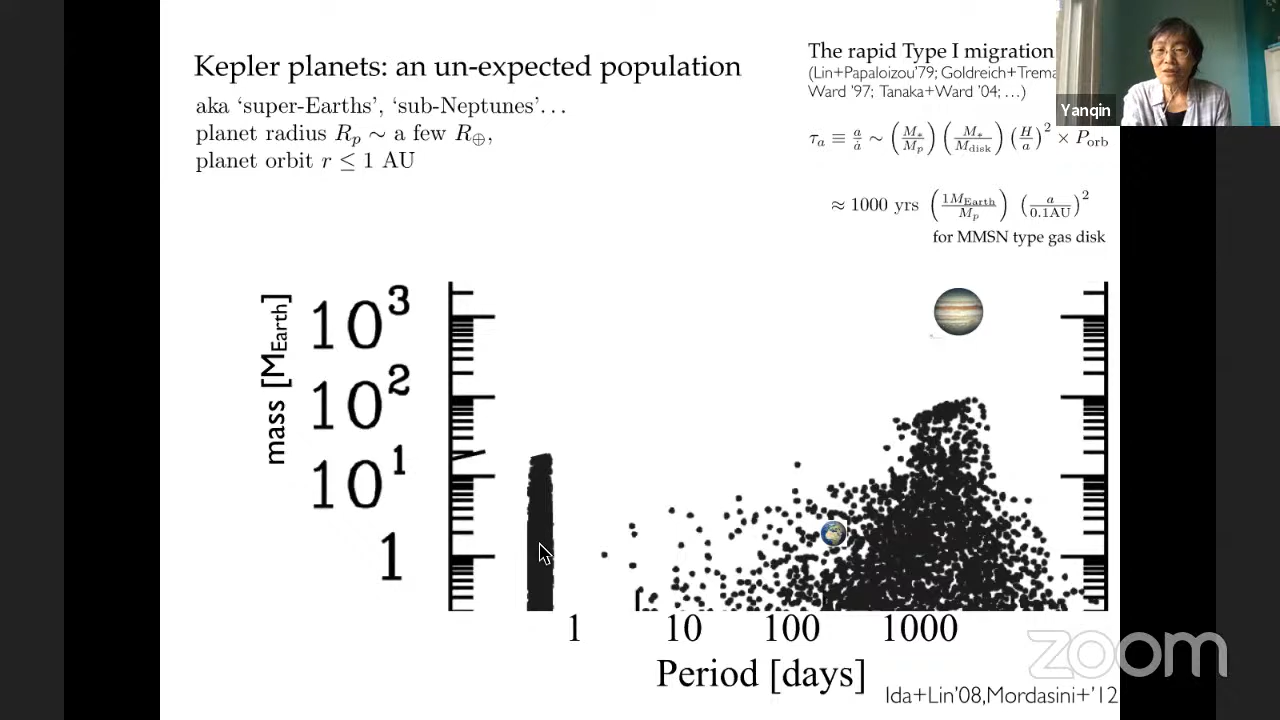 Kepler planets: an un-expected population
aka ‘super-Earths’, ‘sub-Neptunes’…
planet radius R_p ∼ a few R_⊕,
planet orbit r ≤ 1 AU
The rapid Type I migration
(Lin+Papaloizou'79; Goldreich+Trema
Ward '97; Tanaka+Ward '04; …)
τ_a ≡ a/ȧ ∼ (M_*/M_p) (M_*/M_disk) (H/a)^2 × P_orb
≈ 1000 yrs (1M_Earth/M_p) (a/0.1AU)^2
for MMSN type gas disk
Yanqin
mass [M_Earth]
10^3
10^2
10^1
1
1 10 100 1000
Period [days]
Ida+Lin'08,Mordasini+'12
zoom